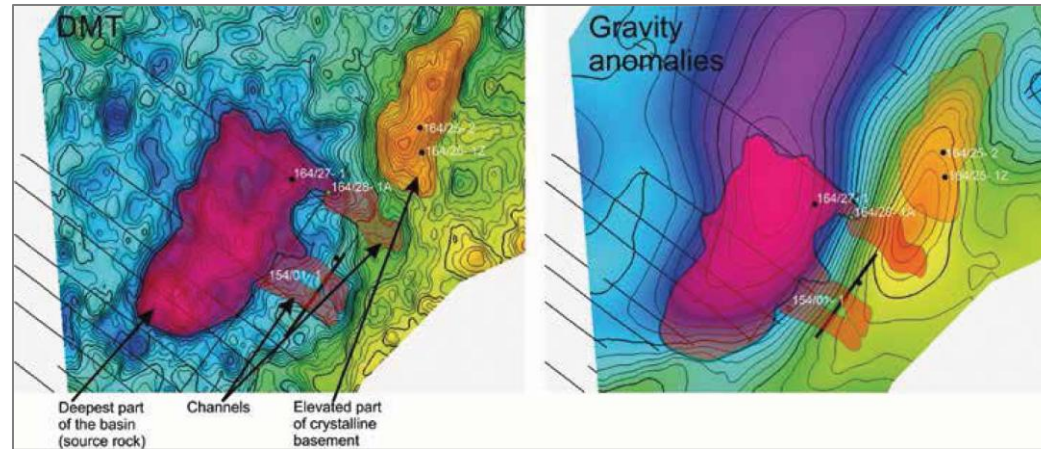 DMT
164/25- 2
164/25- 1Z
164/27- 1
164/28- 1A
154/01- 1
Deepest part
of the basin
(source rock)
Channels
Elevated part
of crystalline
basement
Gravity
anomalies
164/25- 2
164/25- 1Z
164/27- 1
164/28- 1A
154/01- 1